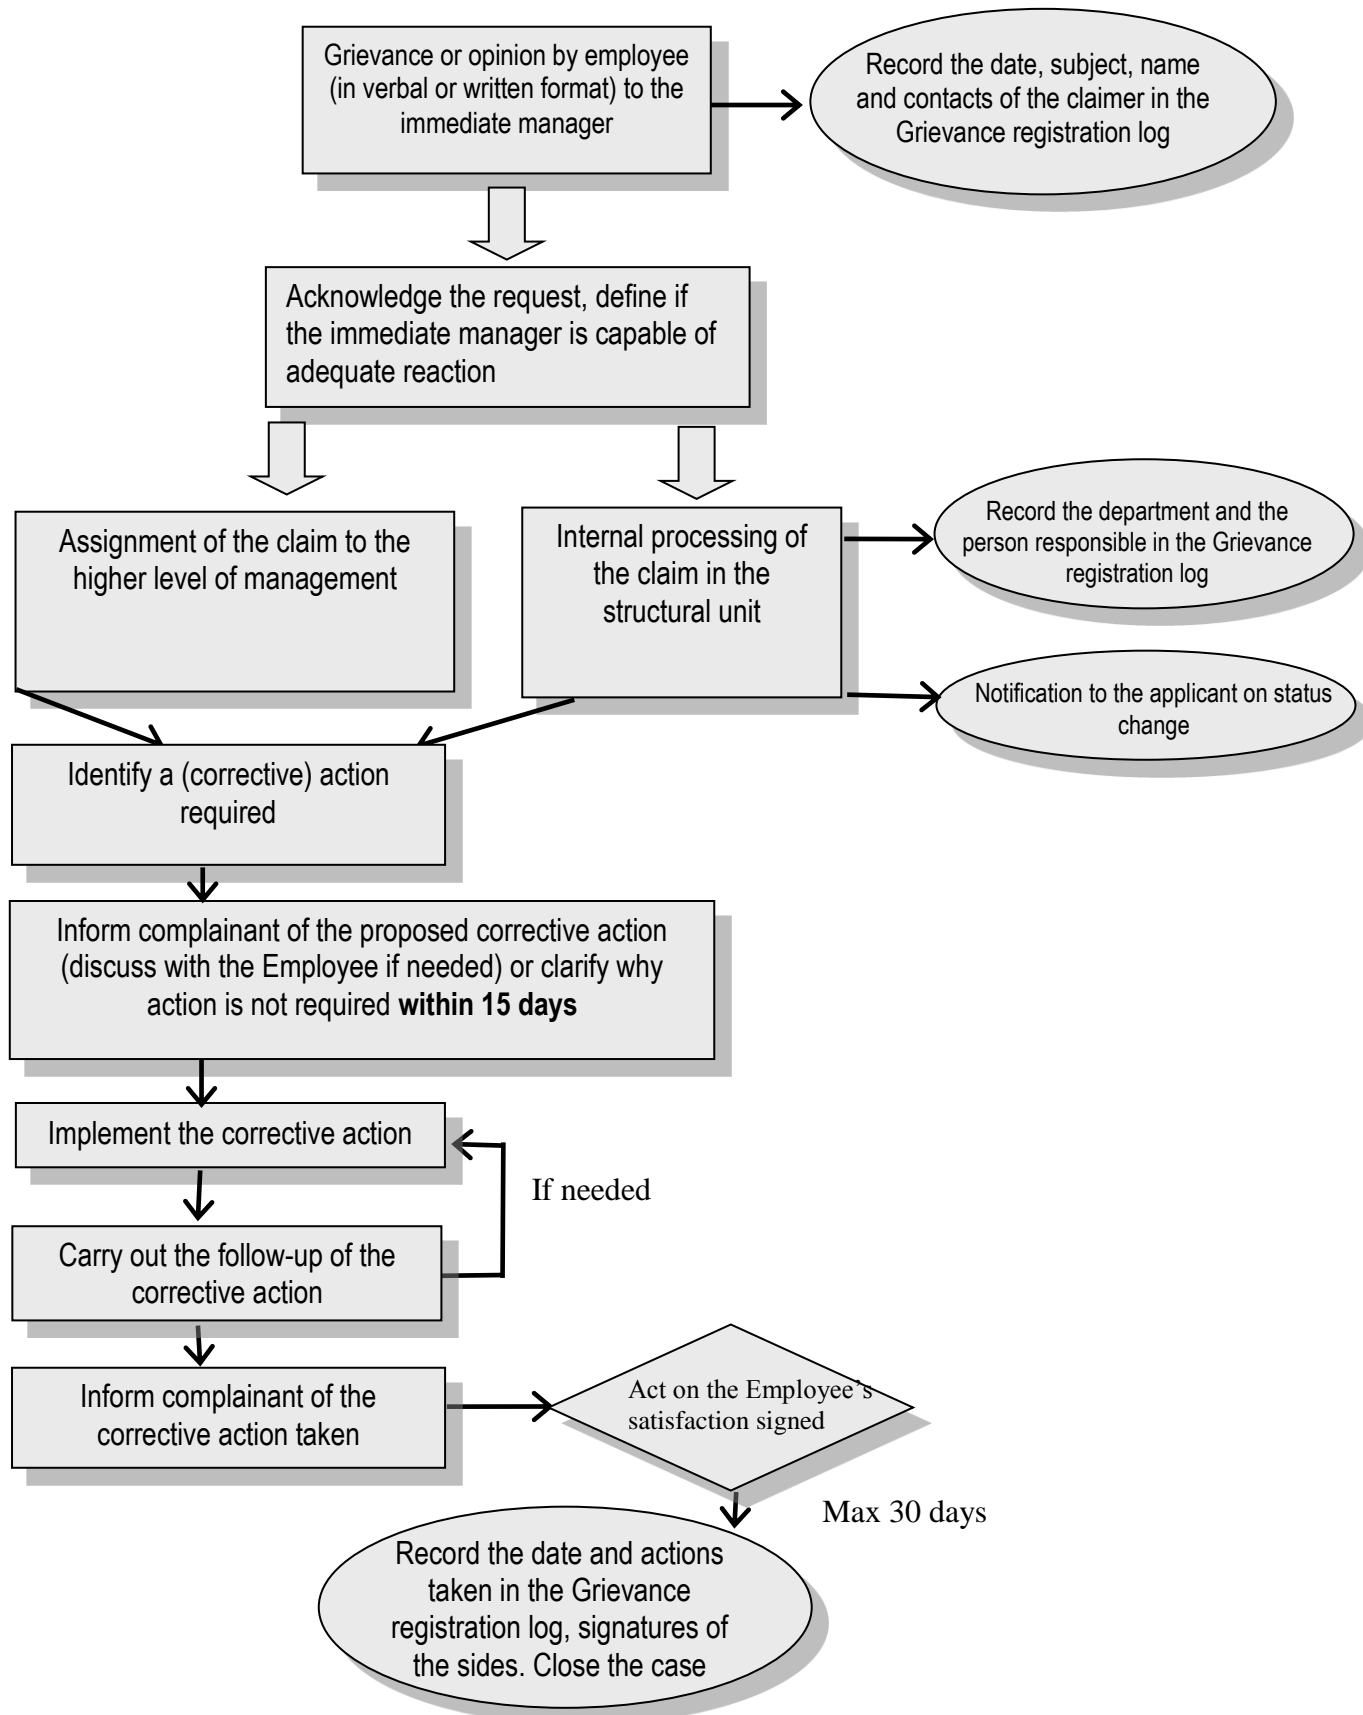 Grievance or opinion by employee
(in verbal or written format) to the
immediate manager
Record the date, subject, name
and contacts of the claimer in the
Grievance registration log
Acknowledge the request, define if
the immediate manager is capable of
adequate reaction
Assignment of the claim to the
higher level of management
Internal processing of
the claim in the
structural unit
Record the department and the
person responsible in the Grievance
registration log
Notification to the applicant on status
change
Identify a (corrective) action
required
Inform complainant of the proposed corrective action
(discuss with the Employee if needed) or clarify why
action is not required within 15 days
Implement the corrective action
If needed
Carry out the follow-up of the
corrective action
Inform complainant of the
corrective action taken
Act on the Employee's
satisfaction signed
Max 30 days
Record the date and actions
taken in the Grievance
registration log, signatures of
the sides. Close the case